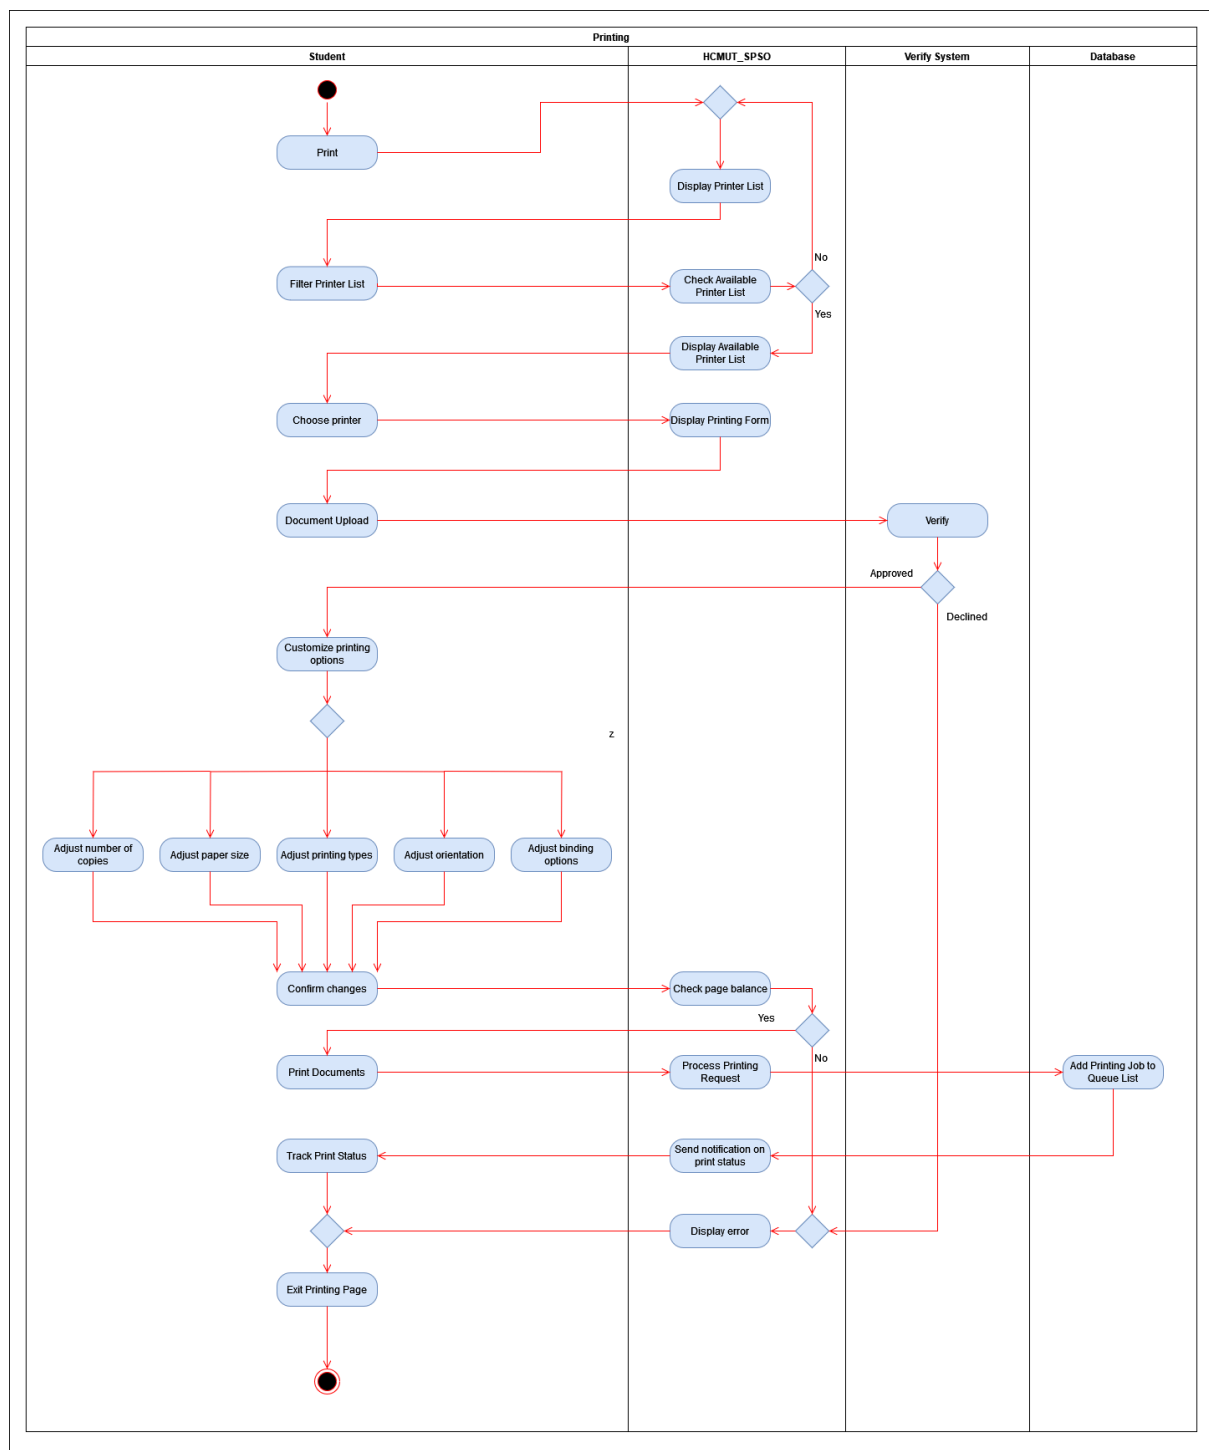 Printing
Student
HCMUT_SPSO
Verify System
Database
Print
Display Printer List
No
Filter Printer List
Check Available
Printer List
Yes
Display Available
Printer List
Choose printer
Display Printing Form
Document Upload
Verify
Approved
Declined
Customize printing
options
z
Adjust number of
copies
Adjust paper size
Adjust printing types
Adjust orientation
Adjust binding
options
Confirm changes
Check page balance
Yes
No
Print Documents
Process Printing
Request
Add Printing Job to
Queue List
Track Print Status
Send notification on
print status
Display error
Exit Printing Page